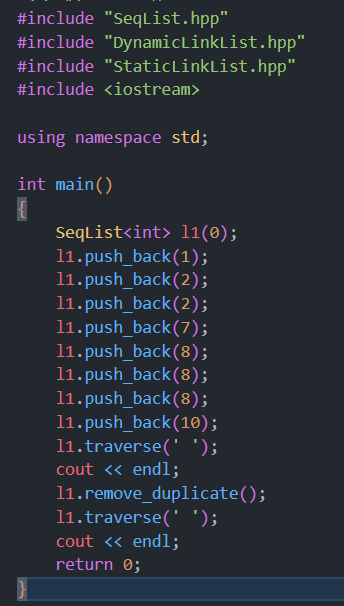 #include "SeqList.hpp"
#include "DynamicLinkList.hpp"
#include "StaticLinkList.hpp"
#include <iostream>

using namespace std;

int main()
{
    SeqList<int> l1(0);
    l1.push_back(1);
    l1.push_back(2);
    l1.push_back(2);
    l1.push_back(7);
    l1.push_back(8);
    l1.push_back(8);
    l1.push_back(8);
    l1.push_back(10);
    l1.traverse(' ');
    cout << endl;
    l1.remove_duplicate();
    l1.traverse(' ');
    cout << endl;
    return 0;
}